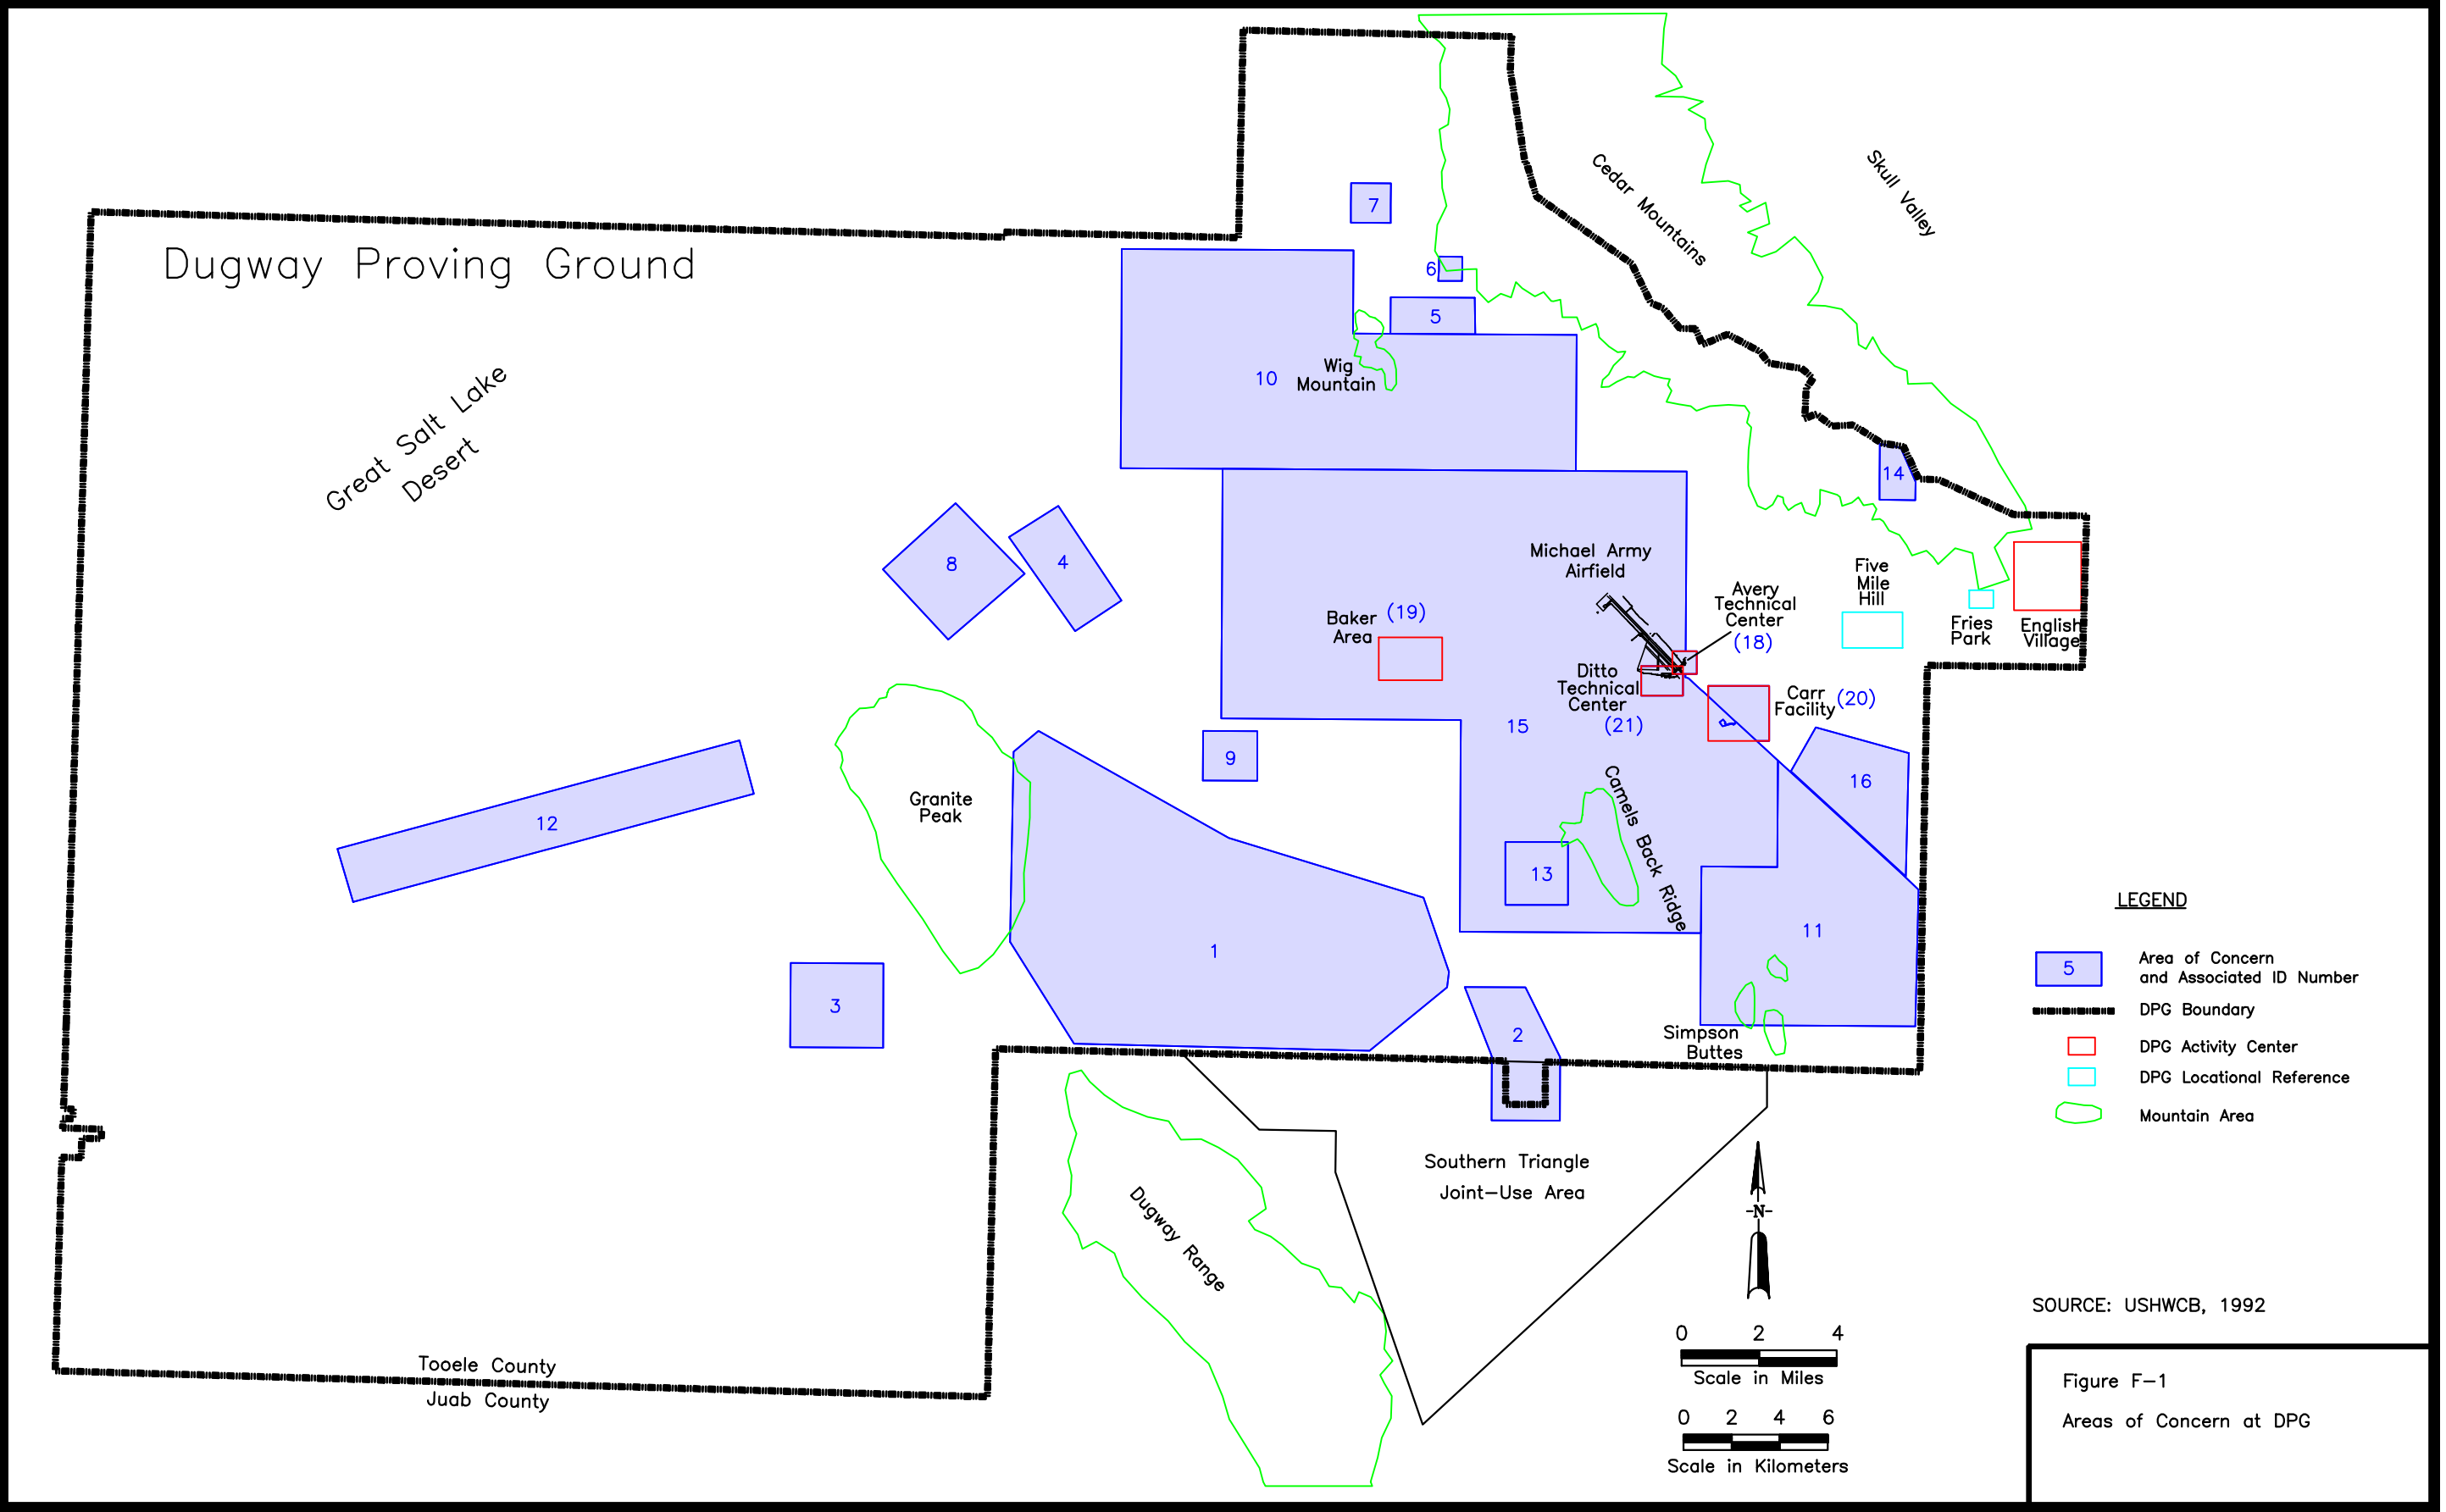 Dugway Proving Ground
Great Salt Lake
Desert
Cedar Mountains
Skull Valley
7
6
5
10
Wig
Mountain
14
8
4
Michael Army
Airfield
Baker
Area
(19)
Avery
Technical
Center
(18)
Five
Mile
Hill
Fries
Park
English
Village
Ditto
Technical
Center
(21)
Carr
Facility
(20)
15
9
16
Granite
Peak
12
Camels Back Ridge
13
11
1
3
2
Simpson
Buttes
Southern Triangle
Joint-Use Area
Dugway Range
Tooele County
Juab County
LEGEND
5
Area of Concern
and Associated ID Number
DPG Boundary
DPG Activity Center
DPG Locational Reference
Mountain Area
-N-
0 2 4
Scale in Miles
0 2 4 6
Scale in Kilometers
SOURCE: USHWCB, 1992
Figure F-1
Areas of Concern at DPG